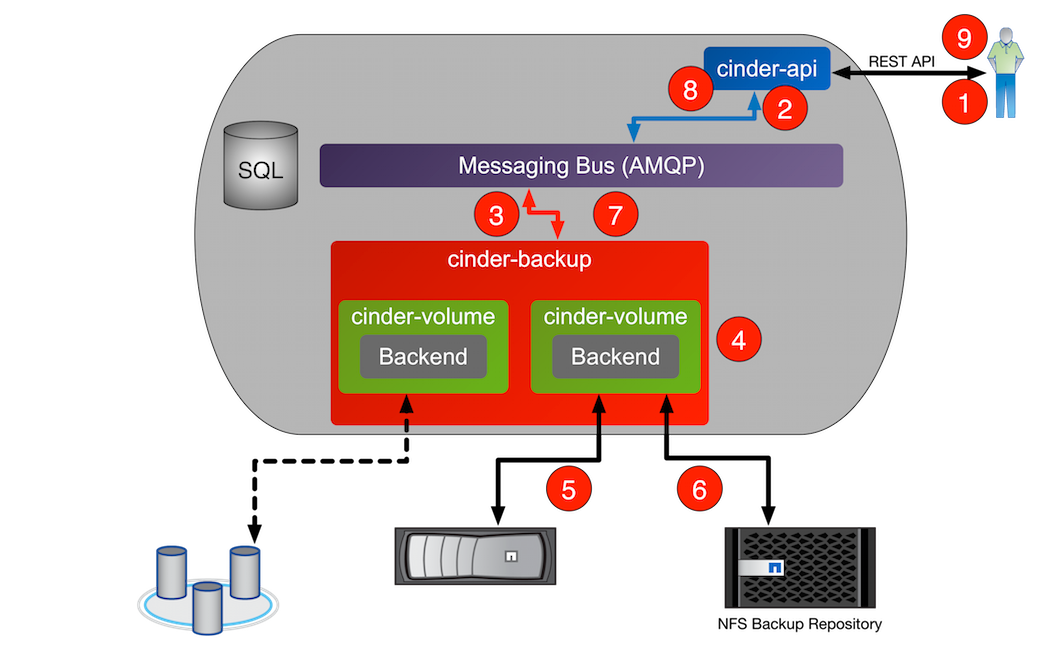 9
cinder-api
REST API
8
2
1
SQL
Messaging Bus (AMQP)
3
7
cinder-backup
cinder-volume
cinder-volume
4
Backend
Backend
5
6
NFS Backup Repository